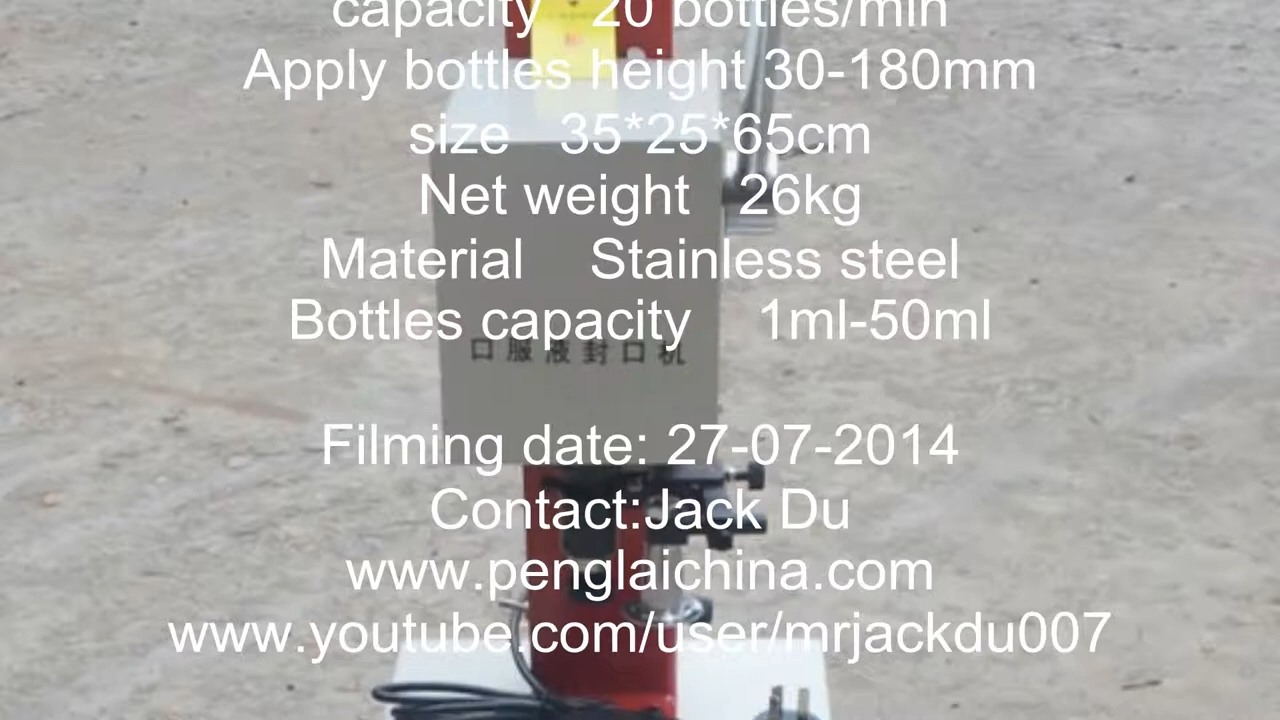 capacity 20 bottles/min
Apply bottles height 30-180mm
size 35*25*65cm
Net weight 26kg
Material Stainless steel
Bottles capacity 1ml-50ml
口服液封口机
Filming date: 27-07-2014
Contact:Jack Du
www.penglaichina.com
www.youtube.com/user/mrjackdu007